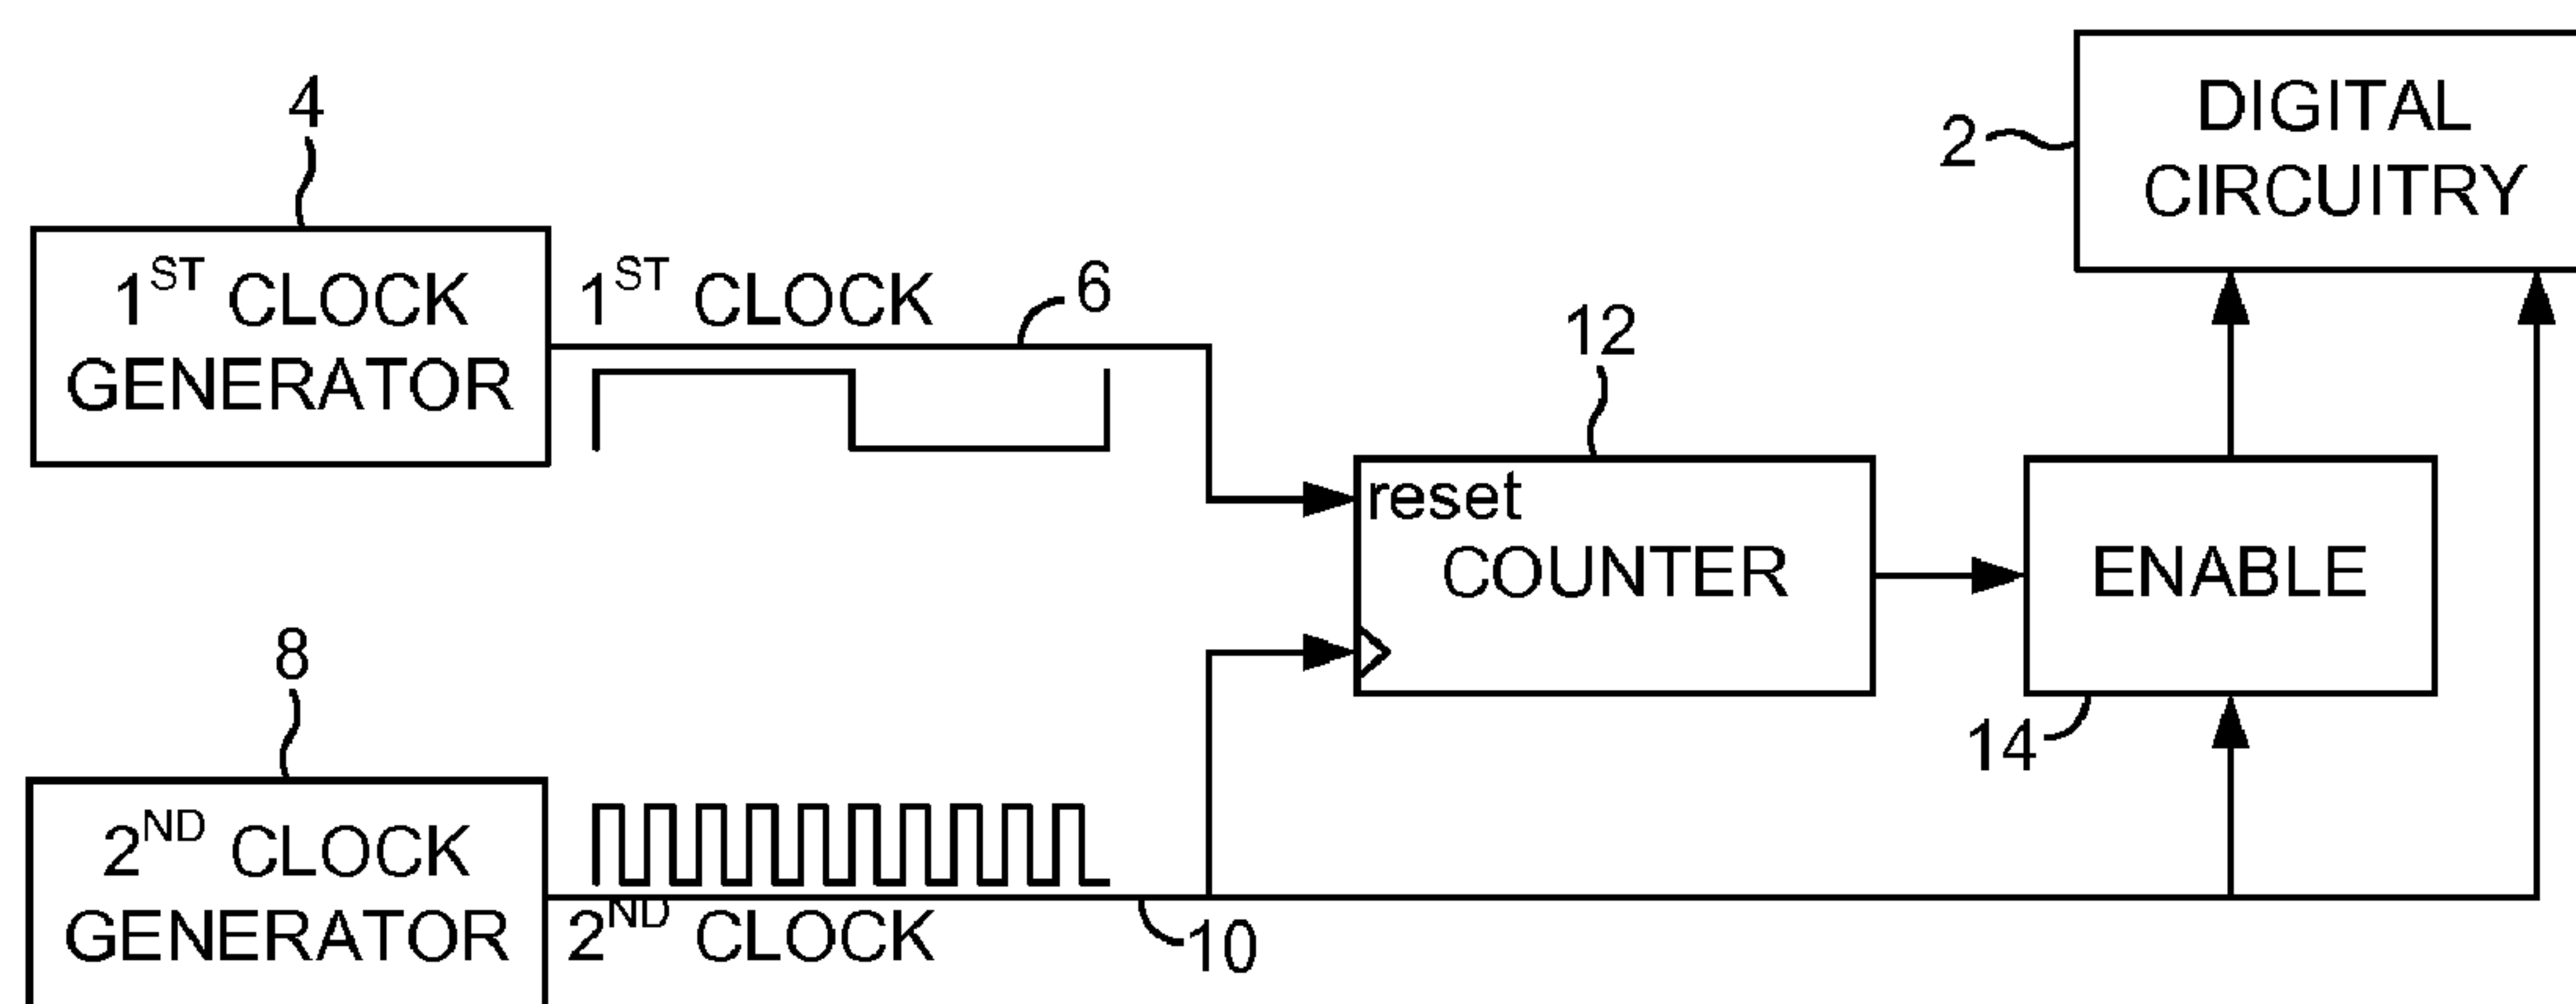 DIGITAL
CIRCUITRY
2
4
1ST CLOCK
GENERATOR
1ST CLOCK
6
12
reset
COUNTER
ENABLE
14
8
2ND CLOCK
GENERATOR
2ND CLOCK
10